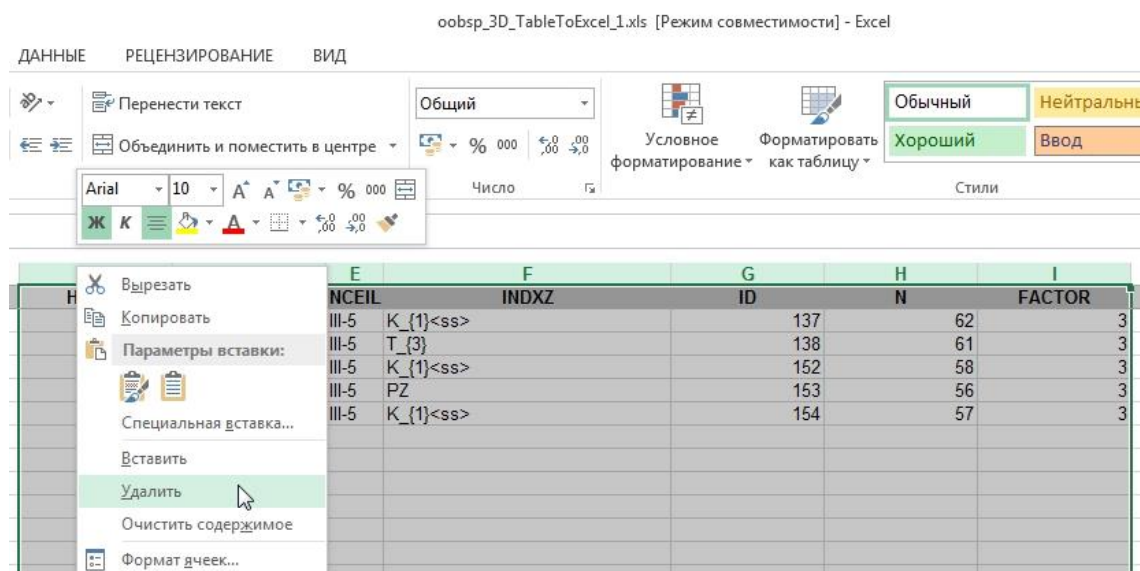 oobsp_3D_TableToExcel_1.xls [Режим совместимости] - Excel
ДАННЫЕ РЕЦЕНЗИРОВАНИЕ ВИД
Перенести текст
Общий
Обычный
Нейтральн
Объединить и поместить в центре
% 000
Условное форматирование
Форматировать как таблицу
Хороший
Ввод
Число
Стили
Arial 10 % 000
Ж К А
E F G H I
H NCEIL INDXZ ID N FACTOR
III-5 K_{1}<ss> 137 62 3
III-5 T_{3} 138 61 3
III-5 K_{1}<ss> 152 58 3
III-5 PZ 153 56 3
III-5 K_{1}<ss> 154 57 3
Вырезать
Копировать
Параметры вставки:
Специальная вставка...
Вставить
Удалить
Очистить содержимое
Формат ячеек...